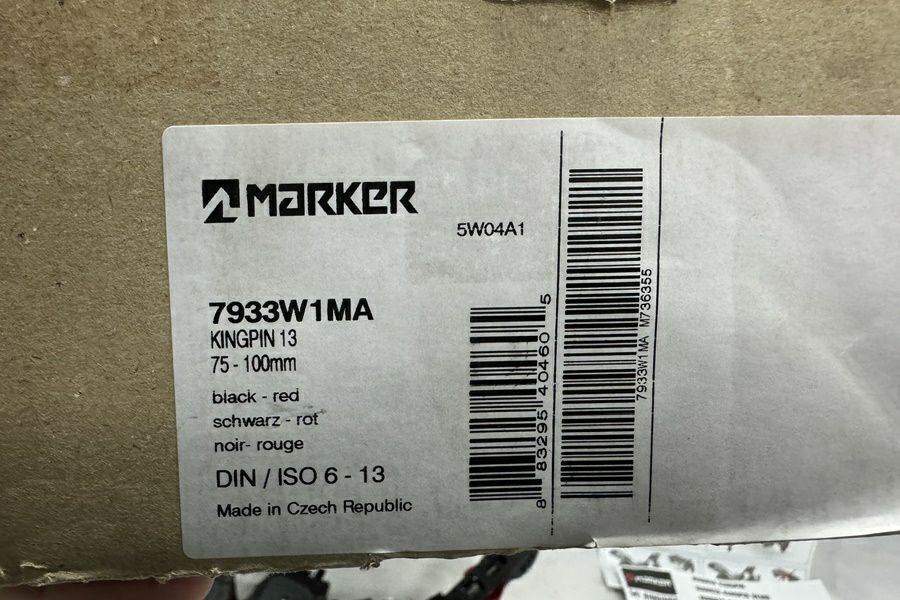 MARKER
5W04A1
7933W1MA
KINGPIN 13
75 - 100mm
black - red
schwarz - rot
noir- rouge
DIN / ISO 6 - 13
Made in Czech Republic
8 83295 40460 5
7933W1MA M736355
MARKER